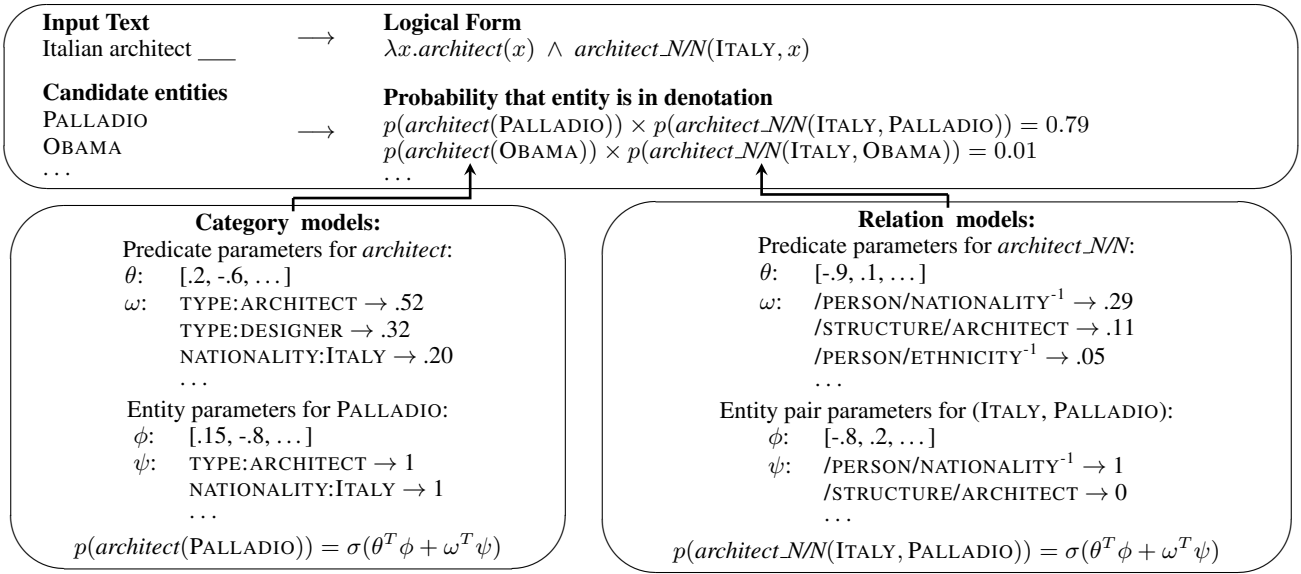 Input Text → Logical Form
Italian architect ___ λx.architect(x) ∧ architect_N/N(ITALY, x)
Candidate entities Probability that entity is in denotation
PALLADIO → p(architect(PALLADIO)) × p(architect_N/N(ITALY, PALLADIO)) = 0.79
OBAMA p(architect(OBAMA)) × p(architect_N/N(ITALY, OBAMA)) = 0.01
... ...
Category models:
Predicate parameters for architect:
θ: [.2, -.6, ...]
ω: TYPE:ARCHITECT → .52
TYPE:DESIGNER → .32
NATIONALITY:ITALY → .20
...
Entity parameters for PALLADIO:
ϕ: [.15, -.8, ...]
ψ: TYPE:ARCHITECT → 1
NATIONALITY:ITALY → 1
...
p(architect(PALLADIO)) = σ(θ^T ϕ + ω^T ψ)
Relation models:
Predicate parameters for architect_N/N:
θ: [-.9, .1, ...]
ω: /PERSON/NATIONALITY^-1 → .29
/STRUCTURE/ARCHITECT → .11
/PERSON/ETHNICITY^-1 → .05
...
Entity pair parameters for (ITALY, PALLADIO):
ϕ: [-.8, .2, ...]
ψ: /PERSON/NATIONALITY^-1 → 1
/STRUCTURE/ARCHITECT → 0
...
p(architect_N/N(ITALY, PALLADIO)) = σ(θ^T ϕ + ω^T ψ)